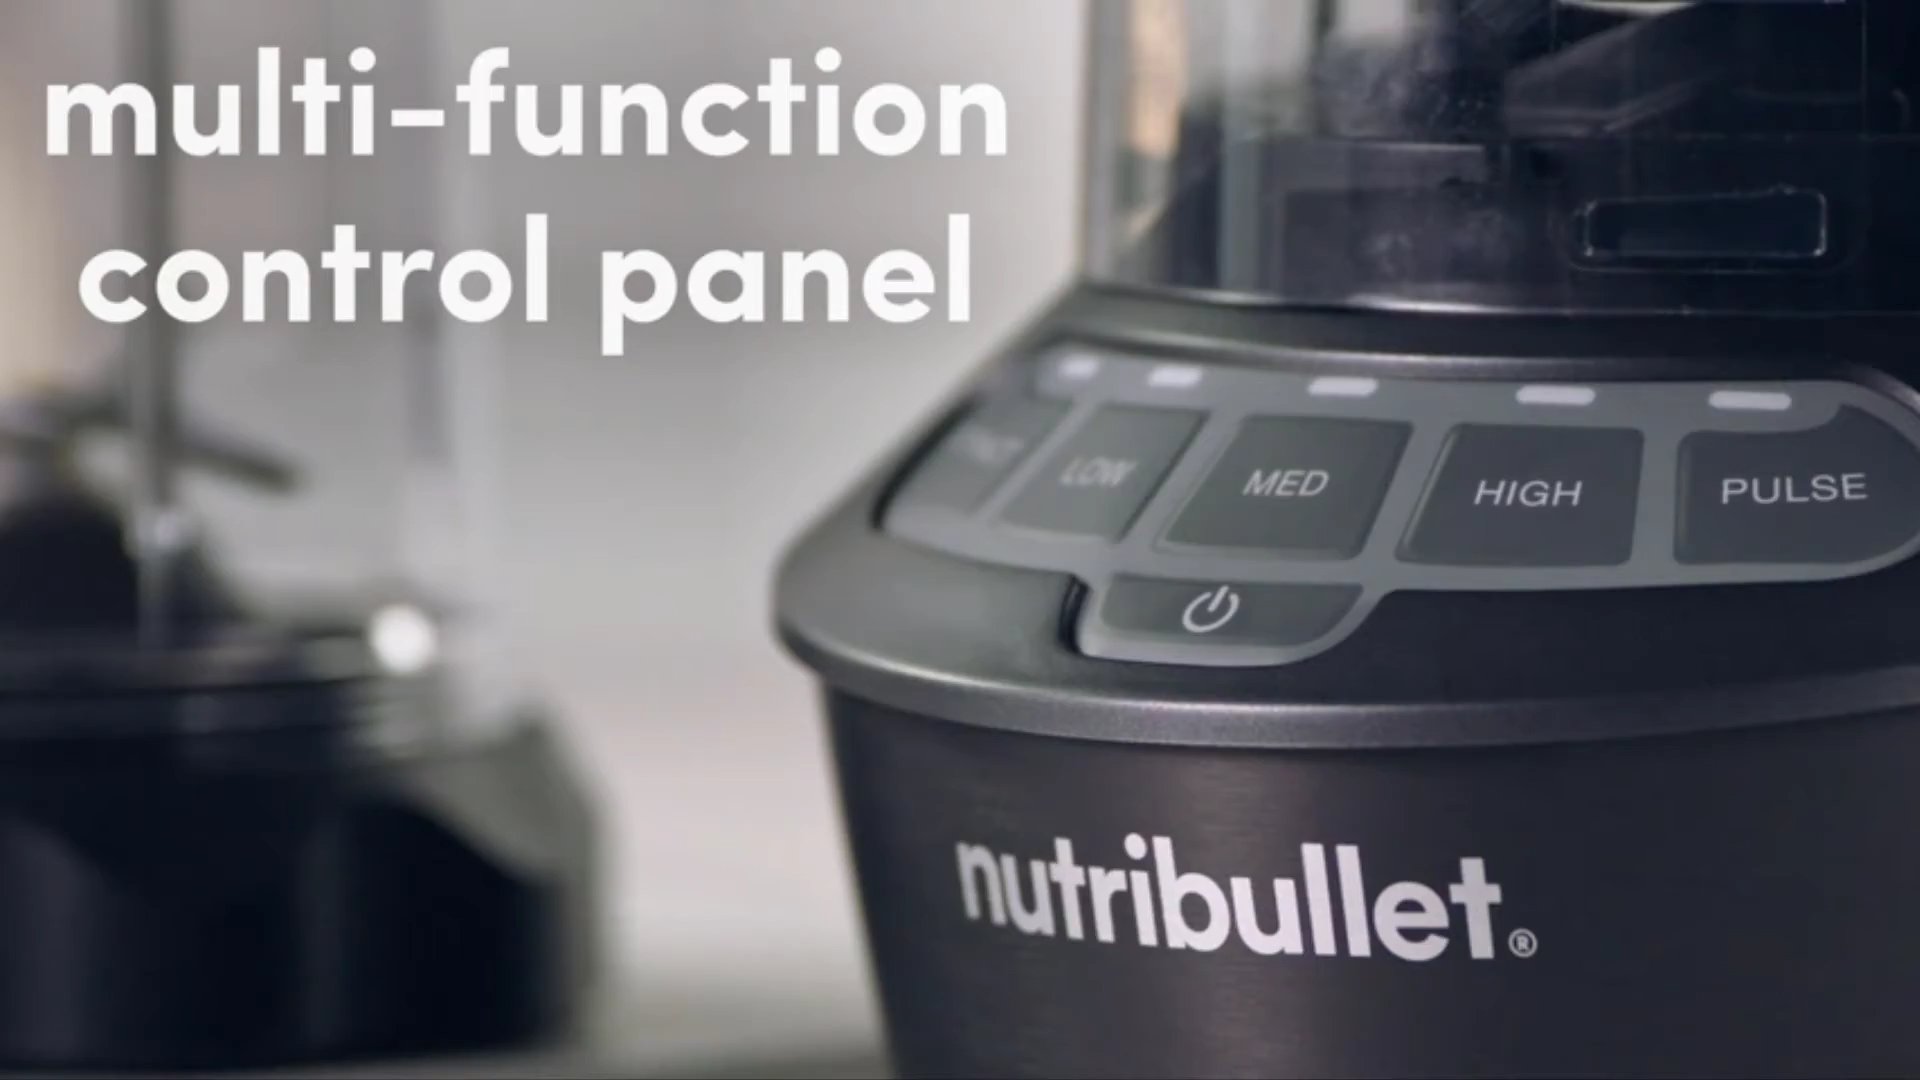 multi-function
control panel
LOW MED HIGH PULSE
nutribullet®